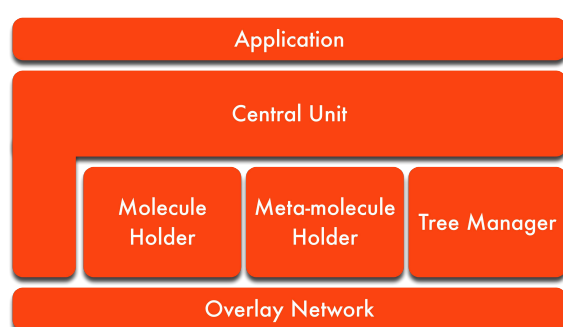 Application
Central Unit
Molecule
Holder
Meta-molecule
Holder
Tree Manager
Overlay Network